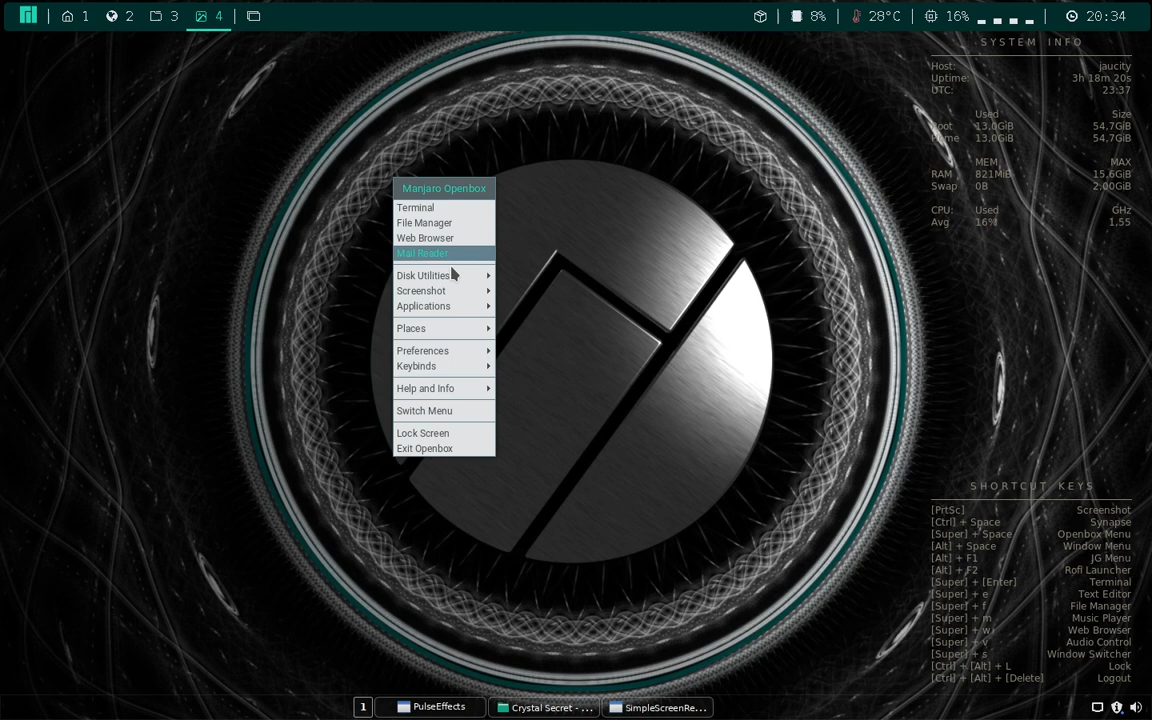 1 2 3 4 8% 28°C 16% 20:34
SYSTEM INFO
Host: jaucity
Uptime: 3h 18m 20s
UTC: 23:37
Used Size
Root 13,0GiB 54,7GiB
Home 13,0GiB 54,7GiB
MEM MAX
RAM 821MiB 15,6GiB
Swap 0B 2,00GiB
CPU: Used GHz
Avg 16% 1,55
Manjaro Openbox
Terminal
File Manager
Web Browser
Mail Reader
Disk Utilities
Screenshot
Applications
Places
Preferences
Keybinds
Help and Info
Switch Menu
Lock Screen
Exit Openbox
SHORTCUT KEYS
[PrtSc] Screenshot
[Ctrl] + Space Synapse
[Super] + Space Openbox Menu
[Alt] + Space Window Menu
[Alt] + F1 JG Menu
[Alt] + F2 Rofi Launcher
[Super] + [Enter] Terminal
[Super] + e Text Editor
[Super] + f File Manager
[Super] + m Music Player
[Super] + w Web Browser
[Super] + v Audio Control
[Super] + s Window Switcher
[Ctrl] + [Alt] + L Lock
[Ctrl] + [Alt] + [Delete] Logout
1 PulseEffects Crystal Secret - ... SimpleScreenRe...